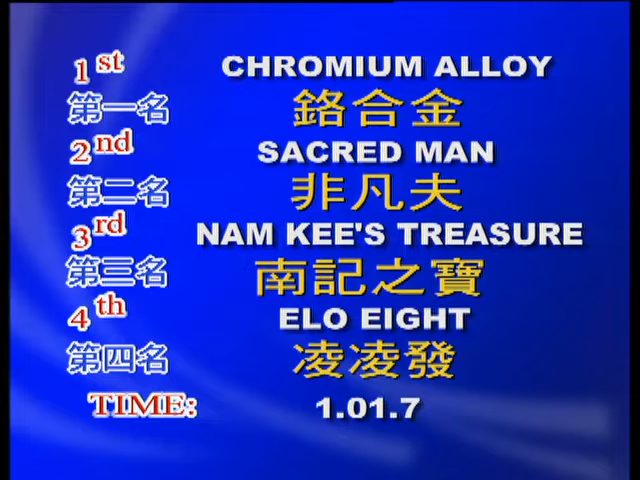 1st CHROMIUM ALLOY
第一名 鉻合金
2nd SACRED MAN
第二名 非凡夫
3rd NAM KEE'S TREASURE
第三名 南記之寶
4th ELO EIGHT
第四名 凌凌發
TIME: 1.01.7